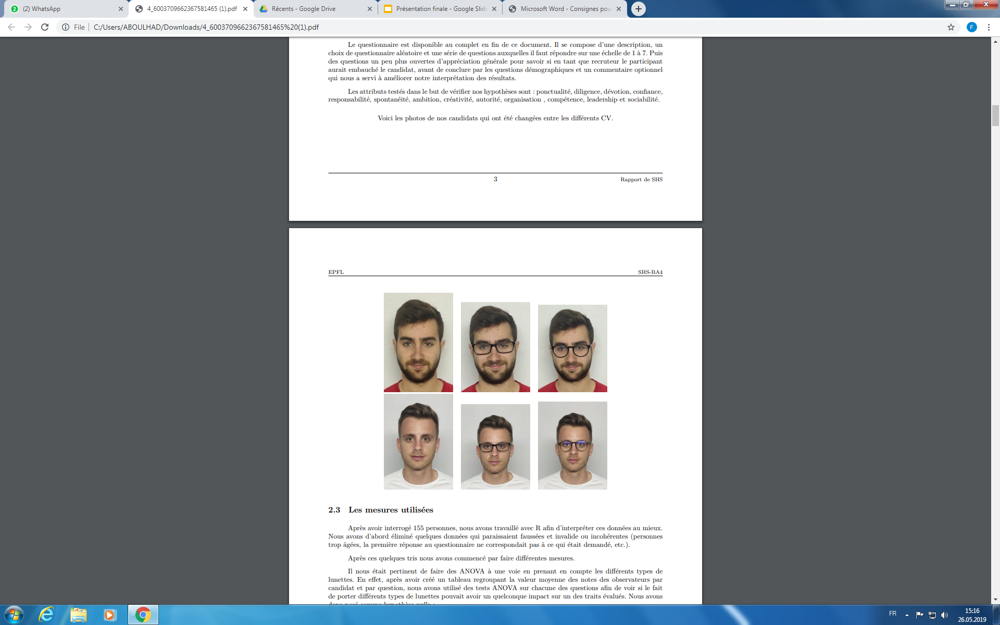 (2) WhatsApp
4_6003709662367581465 (1).pdf
Récents - Google Drive
Présentation finale - Google Slide
Microsoft Word - Consignes pou
File
C:/Users/ABOULHAD/Downloads/4_6003709662367581465%20(1).pdf
F
Le questionnaire est disponible au complet en fin de ce document. Il se compose d'une description, un
choix de questionnaire aléatoire et une série de questions auxquelles il faut répondre sur une échelle de 1 à 7. Puis
des questions un peu plus ouvertes d'appréciation générale pour savoir si en tant que recruteur le participant
aurait embauché le candidat, avant de conclure par les questions démographiques et un commentaire optionnel
qui nous a servi à améliorer notre interprétation des résultats.
Les attributs testés dans le but de vérifier nos hypothèses sont : ponctualité, diligence, dévotion, confiance,
responsabilité, spontanéité, ambition, créativité, autorité, organisation , compétence, leadership et sociabilité.
Voici les photos de nos candidats qui ont été changées entre les différents CV.
3
Rapport de SHS
EPFL
SHS-BA4
2.3 Les mesures utilisées
Après avoir interrogé 155 personnes, nous avons travaillé avec R afin d'interpréter ces données au mieux.
Nous avons d'abord éliminé quelques données qui paraissaient faussées et invalide ou incohérentes (personnes
trop âgées, la première réponse au questionnaire ne correspondait pas à ce qui était demandé, etc.).
Après ces quelques tris nous avons commencé par faire différentes mesures.
Il nous était pertinent de faire des ANOVA à une voie en prenant en compte les différents types de
lunettes. En effet, après avoir créé un tableau regroupant la valeur moyenne des notes des observateurs par
candidat et par question, nous avons utilisé des tests ANOVA sur chacune des questions afin de voir si le fait
de porter différents types de lunettes pouvait avoir un quelconque impact sur un des traits évalués. Nous avons
FR
15:16
26.05.2019